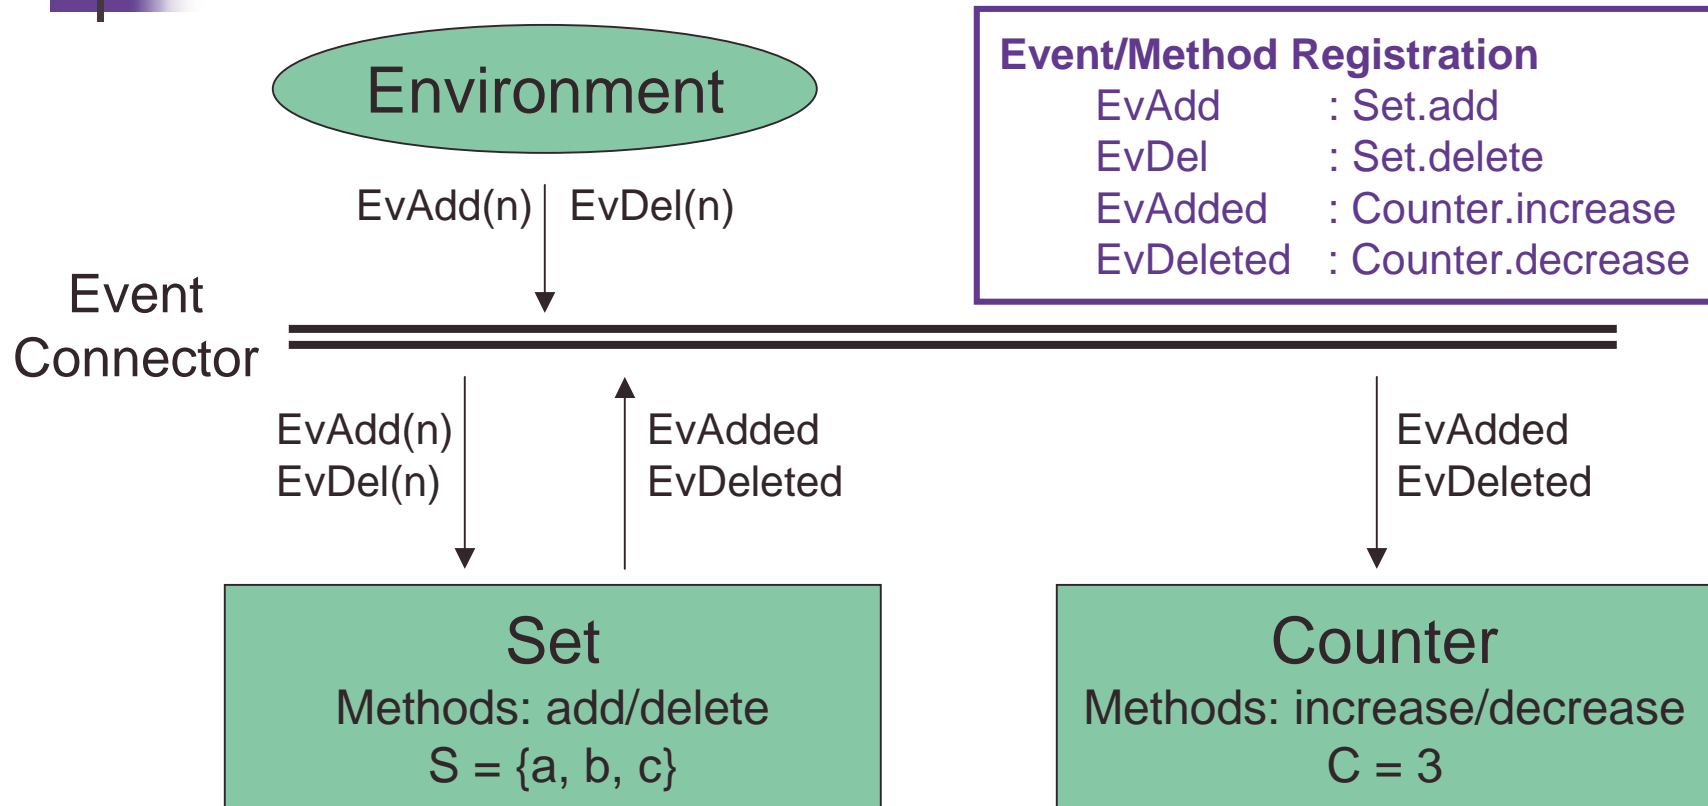 Environment
Event/Method Registration
EvAdd : Set.add
EvDel : Set.delete
EvAdded : Counter.increase
EvDeleted : Counter.decrease
EvAdd(n) EvDel(n)
Event
Connector
EvAdd(n)
EvDel(n)
EvAdded
EvDeleted
EvAdded
EvDeleted
Set
Methods: add/delete
S = {a, b, c}
Counter
Methods: increase/decrease
C = 3